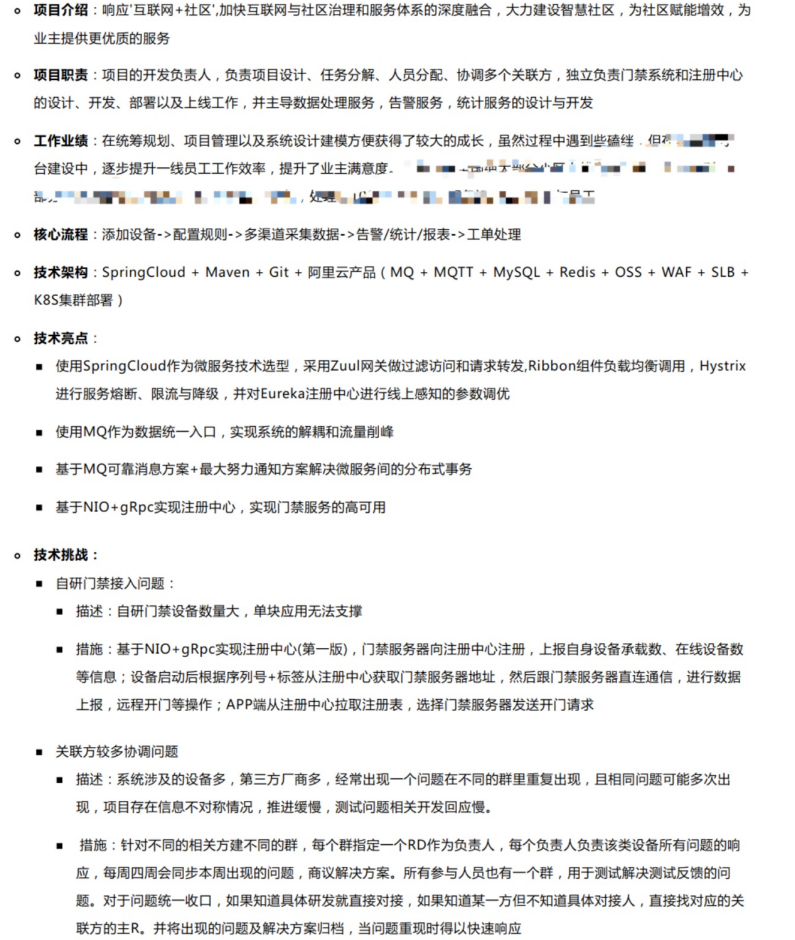 项目介绍：响应'互联网+社区',加快互联网与社区治理和服务体系的深度融合，大力建设智慧社区，为社区赋能增效，为
业主提供更优质的服务
项目职责：项目的开发负责人，负责项目设计、任务分解、人员分配、协调多个关联方，独立负责门禁系统和注册中心
的设计、开发、部署以及上线工作，并主导数据处理服务，告警服务，统计服务的设计与开发
工作业绩：在统筹规划、项目管理以及系统设计建模方便获得了较大的成长，虽然过程中遇到些磕绊
台建设中，逐步提升一线员工工作效率，提升了业主满意度。
核心流程：添加设备->配置规则->多渠道采集数据->告警/统计/报表->工单处理
技术架构：SpringCloud + Maven + Git + 阿里云产品（MQ + MQTT + MySQL + Redis + OSS + WAF + SLB +
K8S集群部署）
技术亮点：
使用SpringCloud作为微服务技术选型，采用Zuul网关做过滤访问和请求转发,Ribbon组件负载均衡调用，Hystrix
进行服务熔断、限流与降级，并对Eureka注册中心进行线上感知的参数调优
使用MQ作为数据统一入口，实现系统的解耦和流量削峰
基于MQ可靠消息方案+最大努力通知方案解决微服务间的分布式事务
基于NIO+gRpc实现注册中心，实现门禁服务的高可用
技术挑战：
自研门禁接入问题：
描述：自研门禁设备数量大，单块应用无法支撑
措施：基于NIO+gRpc实现注册中心(第一版)，门禁服务器向注册中心注册，上报自身设备承载数、在线设备数
等信息；设备启动后根据序列号+标签从注册中心获取门禁服务器地址，然后跟门禁服务器直连通信，进行数据
上报，远程开门等操作；APP端从注册中心拉取注册表，选择门禁服务器发送开门请求
关联方较多协调问题
描述：系统涉及的设备多，第三方厂商多，经常出现一个问题在不同的群里重复出现，且相同问题可能多次出
现，项目存在信息不对称情况，推进缓慢，测试问题相关开发回应慢。
措施：针对不同的相关方建不同的群，每个群指定一个RD作为负责人，每个负责人负责该类设备所有问题的响
应，每周四周会同步本周出现的问题，商议解决方案。所有参与人员也有一个群，用于测试解决测试反馈的问
题。对于问题统一收口，如果知道具体研发就直接对接，如果知道某一方但不知道具体对接人，直接找对应的关
联方的主R。并将出现的问题及解决方案归档，当问题重现时得以快速响应